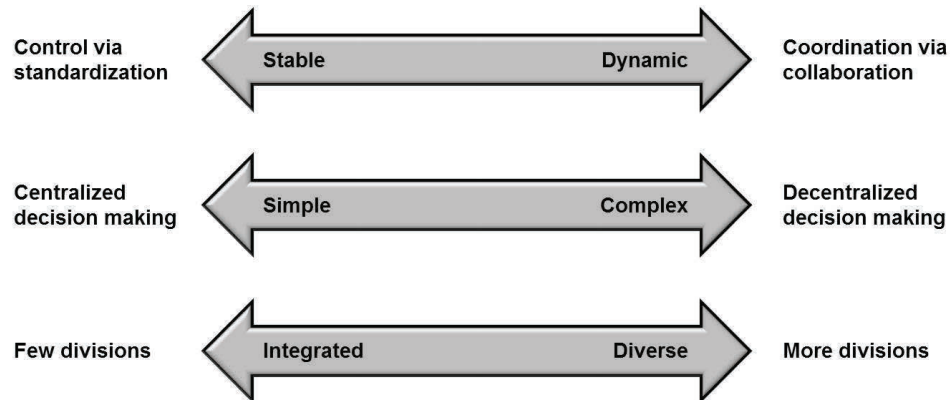 Control via
standardization
Stable
Dynamic
Coordination via
collaboration
Centralized
decision making
Simple
Complex
Decentralized
decision making
Few divisions
Integrated
Diverse
More divisions